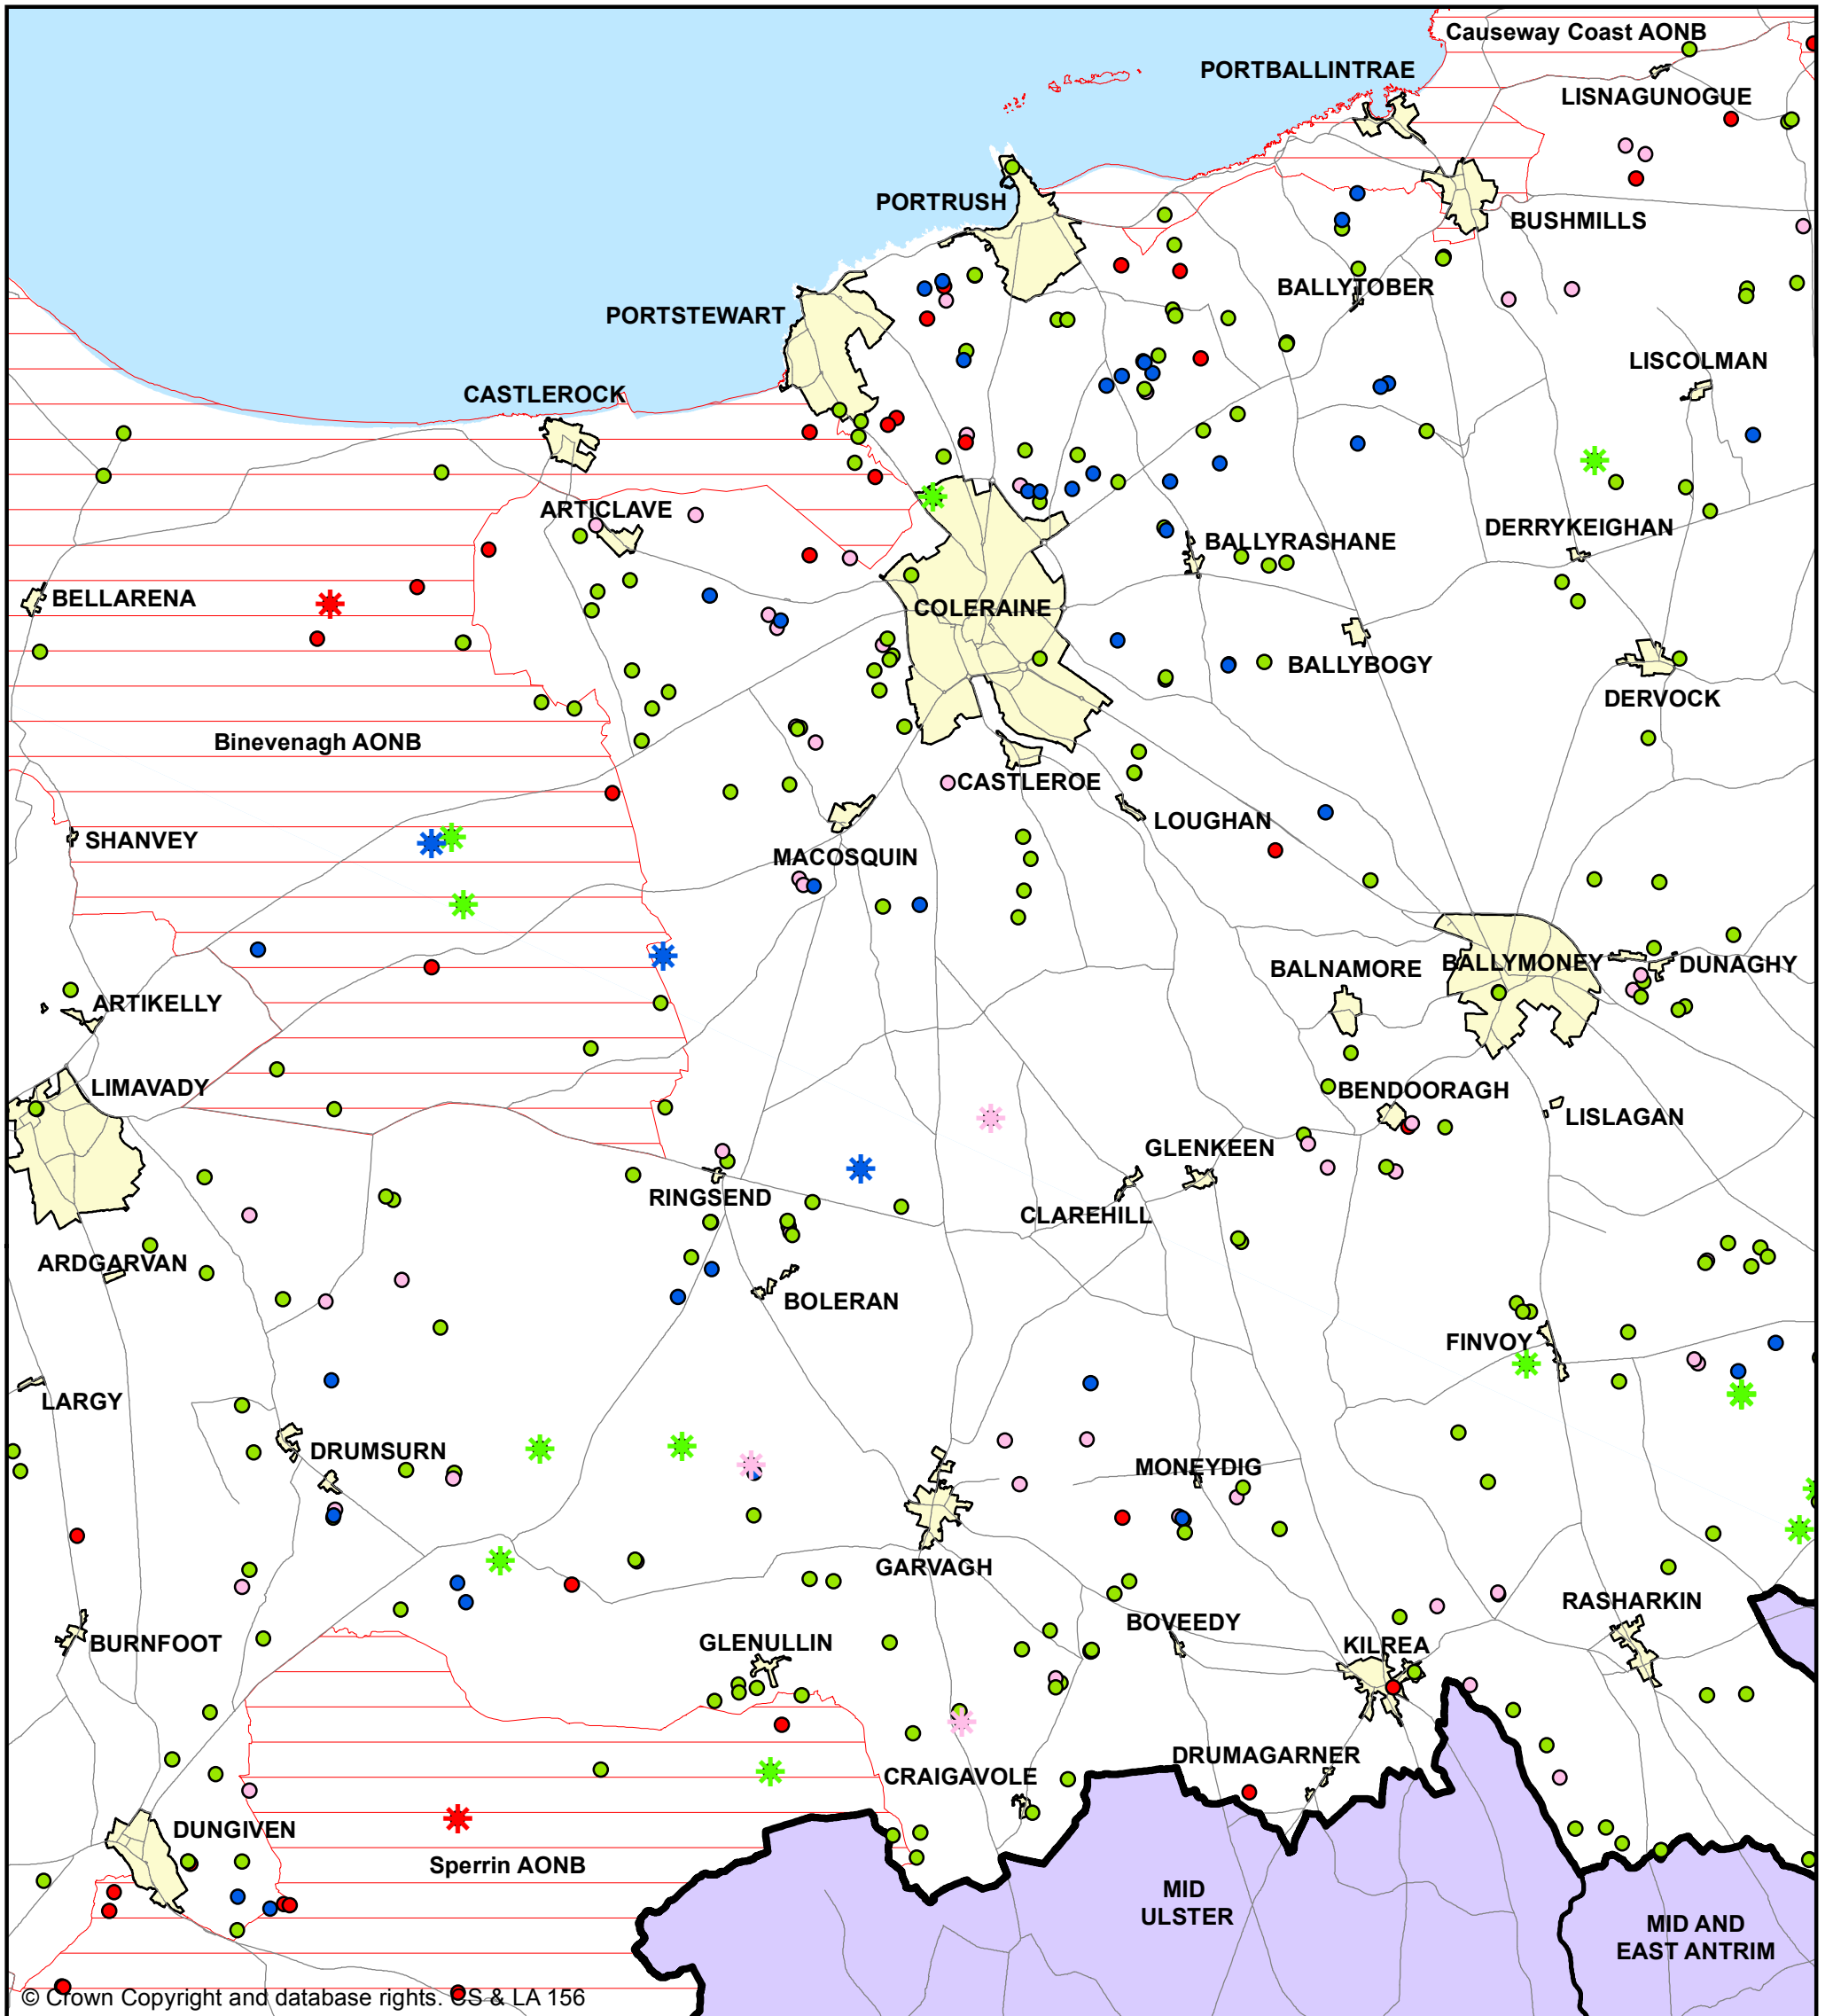 Causeway Coast AONB
PORTBALLINTRAE
LISNAGUNOGUE
PORTRUSH
BUSHMILLS
BALLYTOBER
PORTSTEWART
LISCOLMAN
CASTLEROCK
ARTICLAVE
DERRYKEIGHAN
BALLYRASHANE
BELLARENA
COLERAINE
BALLYBOGY
DERVOCK
Binevenagh AONB
CASTLEROE
LOUGHAN
SHANVEY
MACOSQUIN
BALNAMORE
BALLYMONEY
DUNAGHY
ARTIKELLY
LIMAVADY
BENDOORAGH
LISLAGAN
GLENKEEN
RINGSEND
CLAREHILL
ARDGARVAN
BOLERAN
FINVOY
LARGY
DRUMSURN
MONEYDIG
GARVAGH
RASHARKIN
BOVEEDY
BURNFOOT
GLENULLIN
KILREA
DRUMAGARNER
CRAIGAVOLE
DUNGIVEN
Sperrin AONB
MID
ULSTER
MID AND
EAST ANTRIM
© Crown Copyright and database rights. CS & LA 156